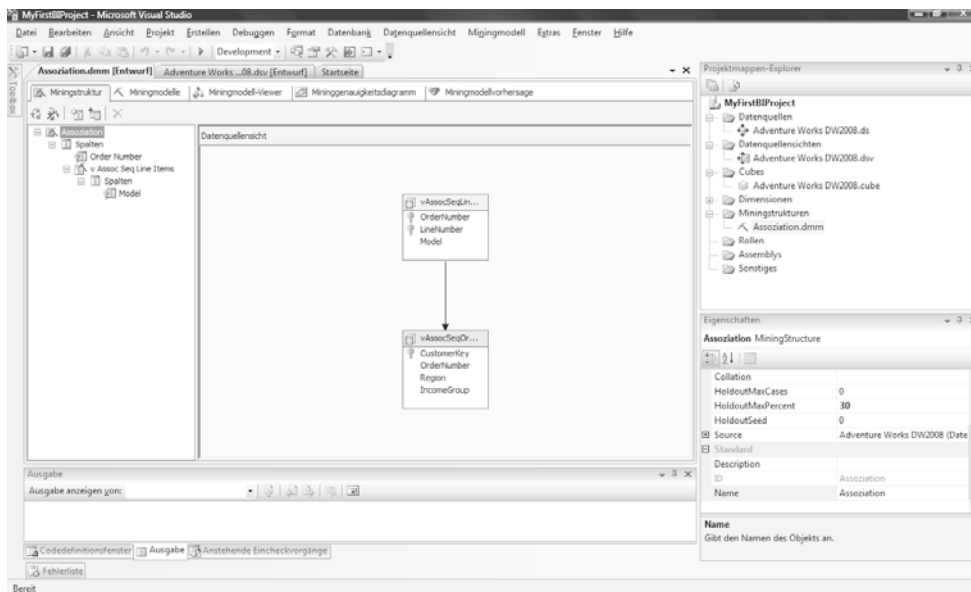 MyFirstBIProject - Microsoft Visual Studio
Datei Bearbeiten Ansicht Projekt Erstellen Debuggen Format Datenbank Datenquellensicht Miningmodell Extras Fenster Hilfe
Development
Toolbox
Assoziation.dmm [Entwurf] Adventure Works ...08.dsv [Entwurf] Startseite
Miningstruktur Miningmodelle Miningmodell-Viewer Mininggenauigkeitsdiagramm Miningmodellvorhersage
Assoziation
Spalten
Order Number
v Assoc Seq Line Items
Spalten
Model
Datenquellensicht
vAssocSeqLin...
OrderNumber
LineNumber
Model
vAssocSeqOr...
CustomerKey
OrderNumber
Region
IncomeGroup
Ausgabe
Ausgabe anzeigen von:
Codedefinitionsfenster Ausgabe Anstehende Eincheckvorgänge
Fehlerliste
Bereit
Projektmappen-Explorer
MyFirstBIProject
Datenquellen
Adventure Works DW2008.ds
Datenquellensichten
Adventure Works DW2008.dsv
Cubes
Adventure Works DW2008.cube
Dimensionen
Miningstrukturen
Assoziation.dmm
Rollen
Assemblys
Sonstiges
Eigenschaften
Assoziation MiningStructure
Collation
HoldoutMaxCases 0
HoldoutMaxPercent 30
HoldoutSeed 0
Source Adventure Works DW2008 (Date
Standard
Description
ID Assoziation
Name Assoziation
Name
Gibt den Namen des Objekts an.